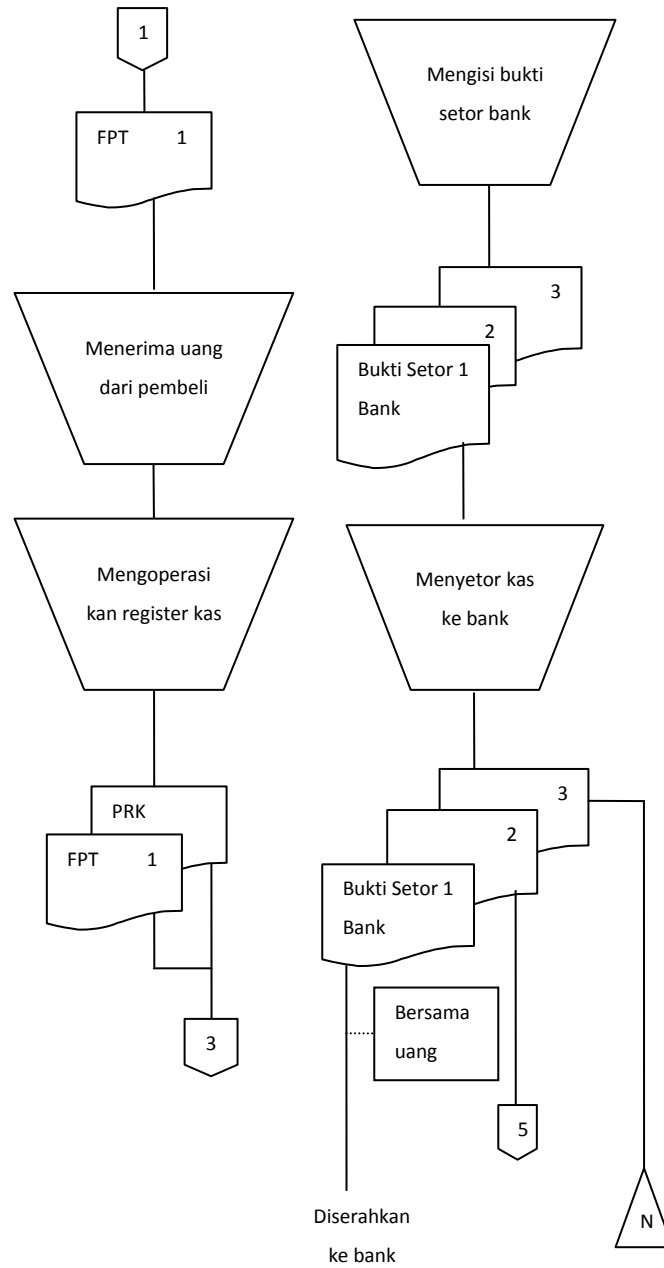 1
FPT 1
Menerima uang
dari pembeli
Mengoperasi
kan register kas
PRK
FPT 1
3
Mengisi bukti
setor bank
3
2
Bukti Setor 1
Bank
Menyetor kas
ke bank
3
2
Bukti Setor 1
Bank
Bersama
uang
5
N
Diserahkan
ke bank